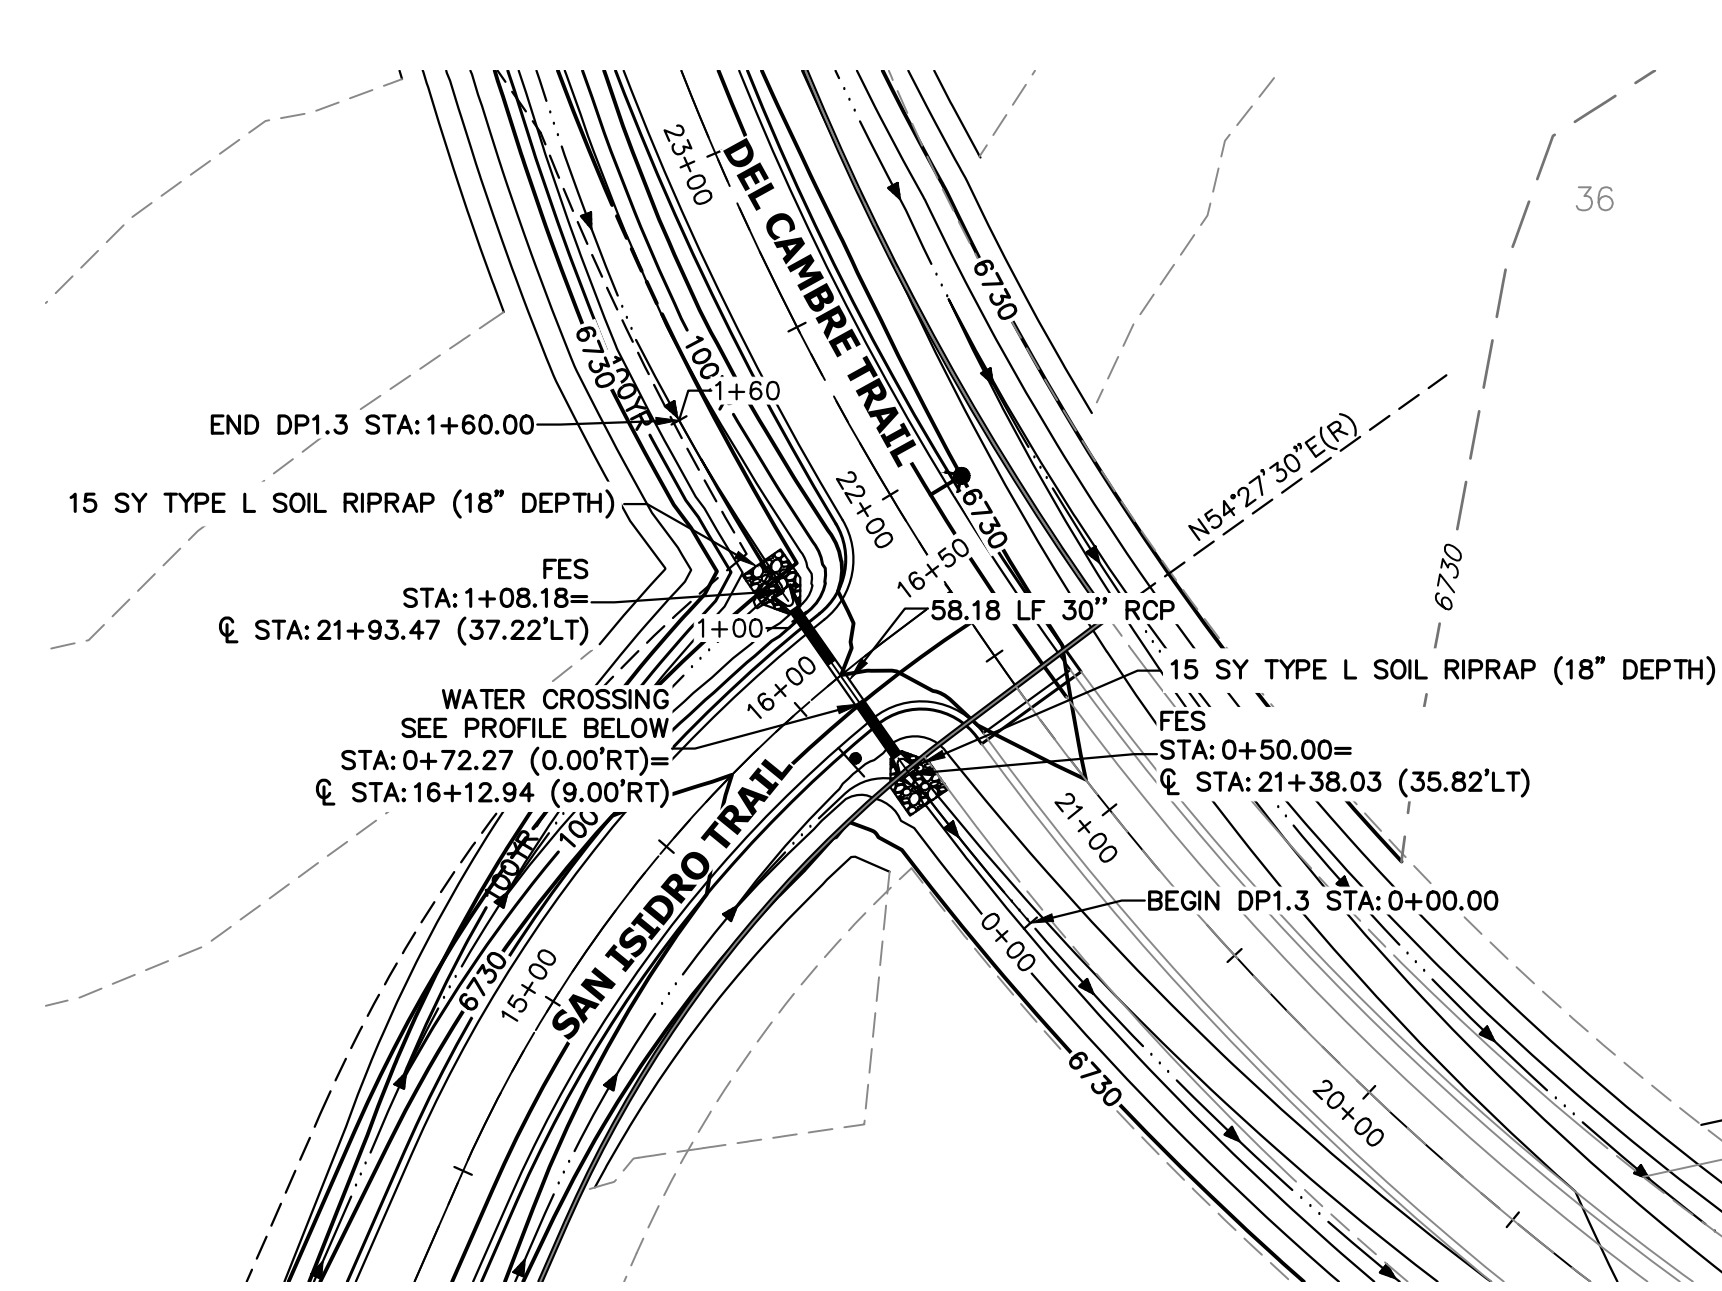 36
23+00
DEL CAMBRE TRAIL
6730
6730
100YR
100
1+60
END DP1.3 STA:1+60.00
N54°27'30"E(R)
15 SY TYPE L SOIL RIPRAP (18" DEPTH)
22+00
6730
16+50
6730
FES
STA:1+08.18=
℄ STA:21+93.47 (37.22'LT)
58.18 LF 30" RCP
1+00
16+00
15 SY TYPE L SOIL RIPRAP (18" DEPTH)
WATER CROSSING
SEE PROFILE BELOW
STA:0+72.27 (0.00'RT)=
℄ STA:16+12.94 (9.00'RT)
FES
STA:0+50.00=
℄ STA:21+38.03 (35.82'LT)
21+00
100YR
100
SAN ISIDRO TRAIL
BEGIN DP1.3 STA:0+00.00
0+00
6730
15+00
6730
20+00